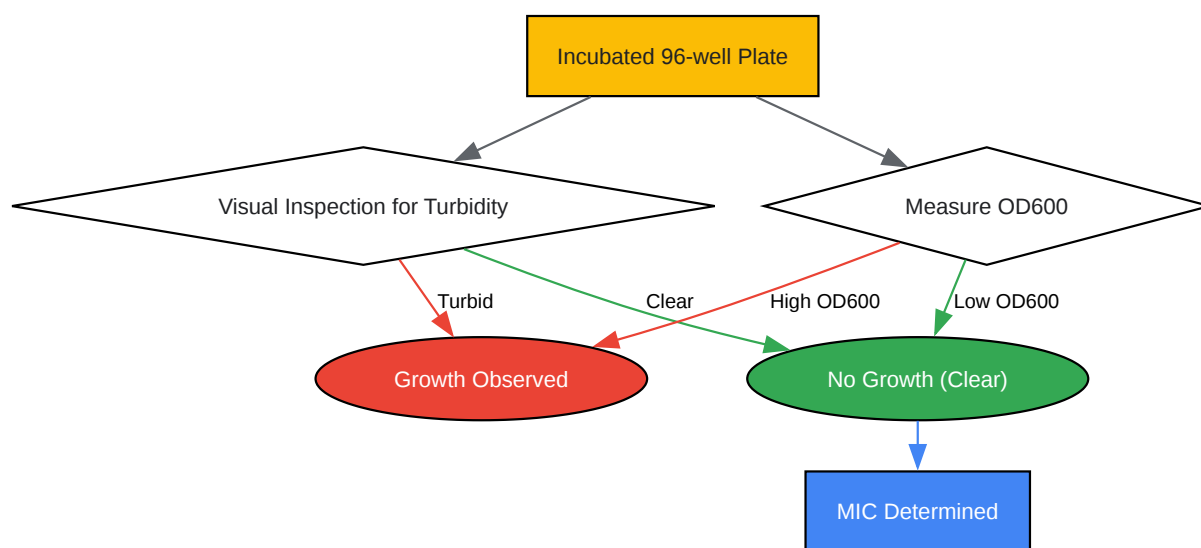 Incubated 96-well Plate
Visual Inspection for Turbidity
Measure OD600
Turbid
Clear
High OD600
Low OD600
Growth Observed
No Growth (Clear)
MIC Determined